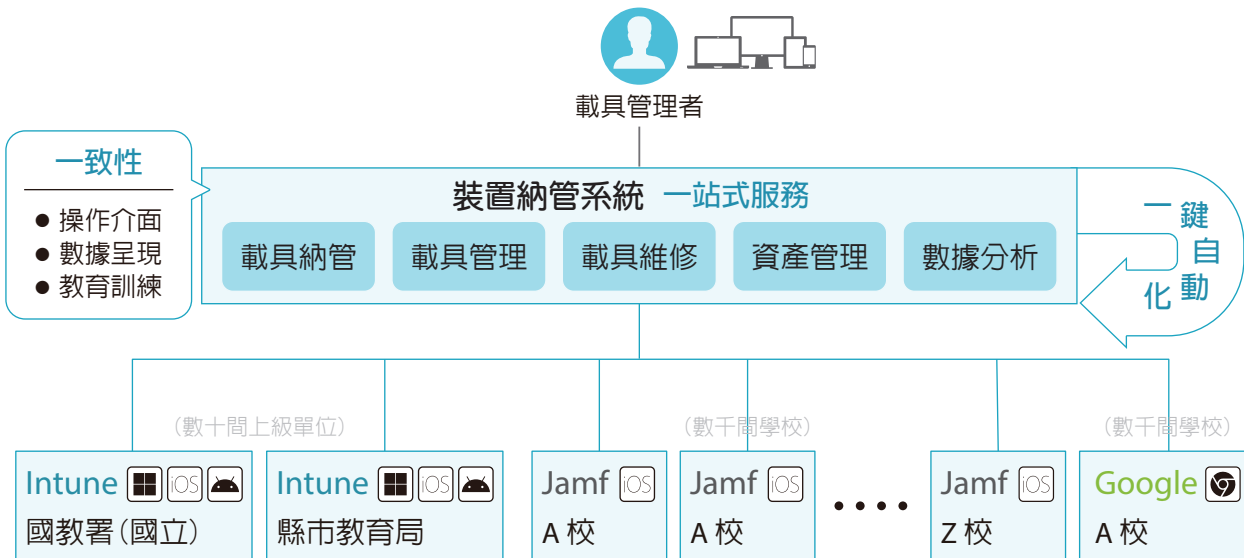 載具管理者
一致性
● 操作介面
● 數據呈現
● 教育訓練
裝置納管系統 一站式服務
載具納管
載具管理
載具維修
資產管理
數據分析
一鍵自動化
(數十間上級單位)
(數千間學校)
(數千間學校)
Intune iOS
國教署(國立)
Intune iOS
縣市教育局
Jamf iOS
A 校
Jamf iOS
A 校
Jamf iOS
Z 校
Google
A 校